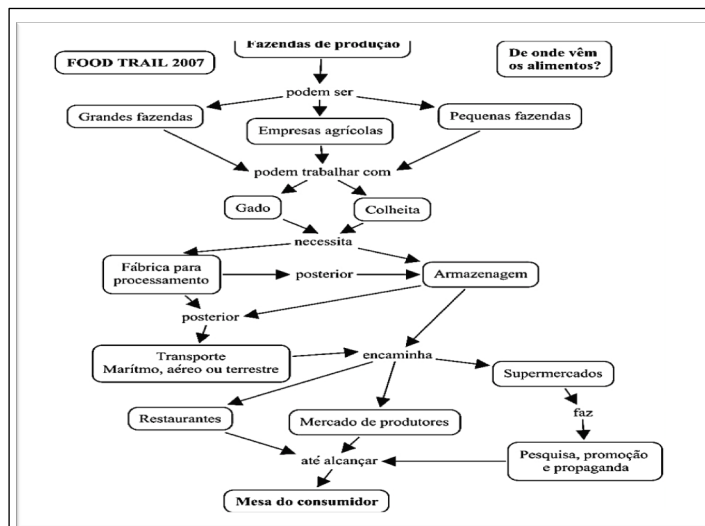 Fazendas de produção
FOOD TRAIL 2007
De onde vêm
os alimentos?
podem ser
Grandes fazendas
Empresas agrícolas
Pequenas fazendas
podem trabalhar com
Gado
Colheita
necessita
Fábrica para
processamento
posterior
Armazenagem
posterior
Transporte
Marítmo, aéreo ou terrestre
encaminha
Supermercados
Restaurantes
Mercado de produtores
faz
até alcançar
Pesquisa, promoção
e propaganda
Mesa do consumidor